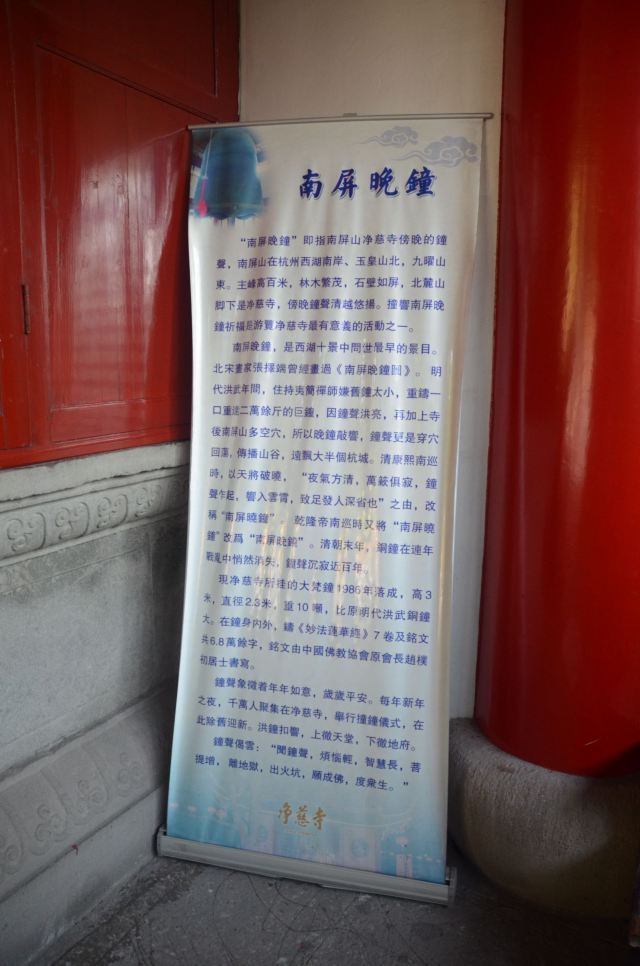 南屏晚鐘
“南屏晚鐘”即指南屏山净慈寺傍晚的鐘
聲，南屏山在杭州西湖南岸、玉皇山北，九曜山
東。主峰高百米，林木繁茂，石壁如屏，北麓山
脚下是净慈寺，傍晚鐘聲清越悠揚。撞響南屏晚
鐘祈福是游覽净慈寺最有意義的活動之一。
南屏晚鐘，是西湖十景中問世最早的景目。
北宋畫家張擇端曾經畫過《南屏晚鐘圖》。明
代洪武年間，住持夷簡禪師嫌舊鐘太小，重鑄一
口重達二萬餘斤的巨鐘，因鐘聲洪亮，再加上寺
後南屏山多空穴，所以晚鐘敲響，鐘聲更是穿穴
回蕩，傳播山谷，遠飄大半個杭城。清康熙南巡
時，以天將破曉，“夜氣方清，萬籁俱寂，鐘
聲乍起，響入雲霄，致足發人深省也”之由，改
稱“南屏曉鐘”，乾隆帝南巡時又將“南屏曉
鐘”改爲“南屏晚鐘”。清朝末年，銅鐘在連年
戰亂中悄然消失，鐘聲沉寂近百年。
現净慈寺所挂的大梵鐘1986年落成，高3
米，直徑2.3米，重10噸，比原明代洪武銅鐘
大。在鐘身内外，鑄《妙法蓮華經》7卷及銘文
共6.8萬餘字，銘文由中國佛教協會原會長趙樸
初居士書寫。
鐘聲象徵着年年如意，歲歲平安。每年新年
之夜，千萬人聚集在净慈寺，舉行撞鐘儀式，在
此除舊迎新。洪鐘扣響，上徹天堂，下徹地府。
鐘聲偈雲：“聞鐘聲，煩惱輕，智慧長，菩
提增，離地獄，出火坑，願成佛，度衆生。”
净慈寺